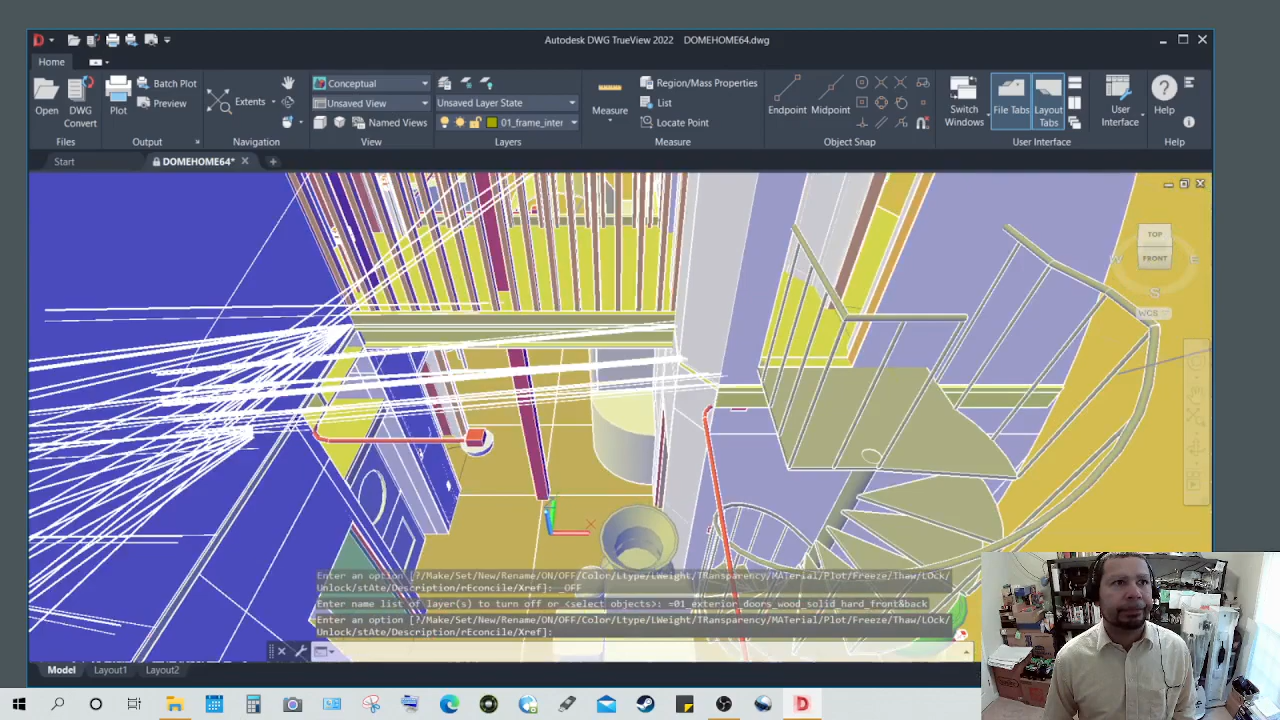 Autodesk DWG TrueView 2022 DOMEHOME64.dwg
Home
Batch Plot
Preview
Open
DWG
Convert
Plot
Extents
Conceptual
Unsaved View
Named Views
Unsaved Layer State
01_frame_inter
Measure
Region/Mass Properties
List
Locate Point
Endpoint
Midpoint
Switch
Windows
File Tabs
Layout
Tabs
User
Interface
Help
Files
Output
Navigation
View
Layers
Measure
Object Snap
User Interface
Help
Start
DOMEHOME64*
TOP
FRONT
W
E
S
WCS
Enter an option [?/Make/Set/New/Rename/ON/OFF/Color/Ltype/LWeight/TRansparency/MATerial/Plot/Freeze/Thaw/LOck/
Unlock/stAte/Description/rEconcile/Xref]: _OFF
Enter name list of layer(s) to turn off or <select objects>: =01_exterior_doors_wood_solid_hard_front&back
Enter an option [?/Make/Set/New/Rename/ON/OFF/Color/Ltype/LWeight/TRansparency/MATerial/Plot/Freeze/Thaw/LOck/
Unlock/stAte/Description/rEconcile/Xref]:
Model
Layout1
Layout2